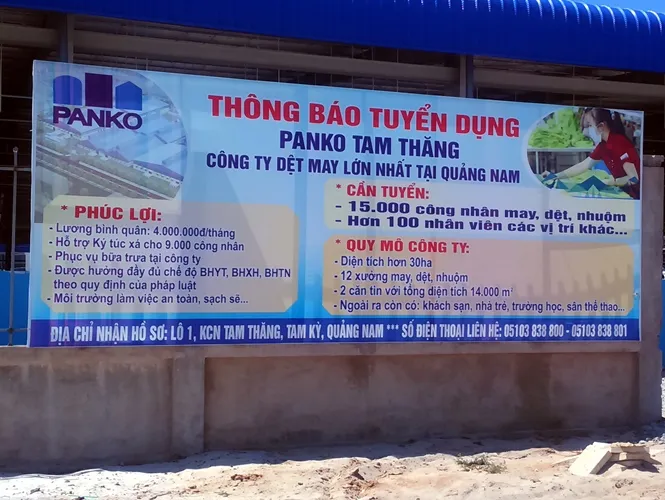 PANKO
THÔNG BÁO TUYỂN DỤNG
PANKO TAM THĂNG
CÔNG TY DỆT MAY LỚN NHẤT TẠI QUẢNG NAM
* PHÚC LỢI:
- Lương bình quân: 4.000.000đ/tháng
- Hỗ trợ Ký túc xá cho 9.000 công nhân
- Phục vụ bữa trưa tại công ty
- Được hưởng đầy đủ chế độ BHYT, BHXH, BHTN
theo quy định của pháp luật
- Môi trường làm việc an toàn, sạch sẽ...
* CẦN TUYỂN:
- 15.000 công nhân may, dệt, nhuộm
- Hơn 100 nhân viên các vị trí khác...
* QUY MÔ CÔNG TY:
- Diện tích hơn 30ha
- 12 xưởng may, dệt, nhuộm
- 2 căn tin với tổng diện tích 14.000 m²
- Ngoài ra còn có: khách sạn, nhà trẻ, trường học, sân thể thao...
ĐỊA CHỈ NHẬN HỒ SƠ: LÔ 1, KCN TAM THĂNG, TAM KỲ, QUẢNG NAM *** SỐ ĐIỆN THOẠI LIÊN HỆ: 05103 838 800 - 05103 838 801